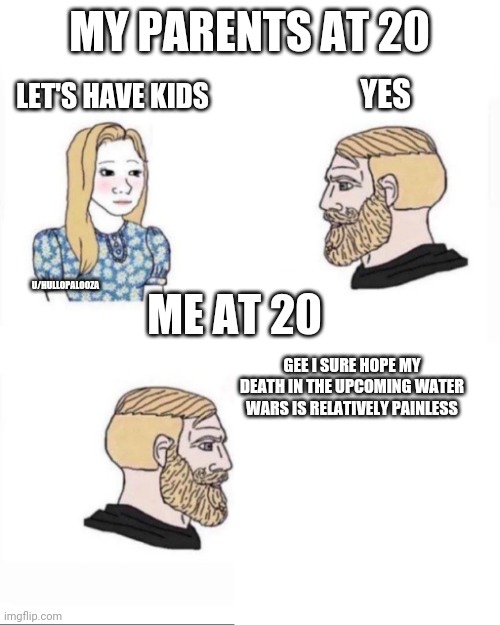 MY PARENTS AT 20
LET'S HAVE KIDS
YES
U/HULLOPALOOZA
ME AT 20
GEE I SURE HOPE MY
DEATH IN THE UPCOMING WATER
WARS IS RELATIVELY PAINLESS
imgflip.com